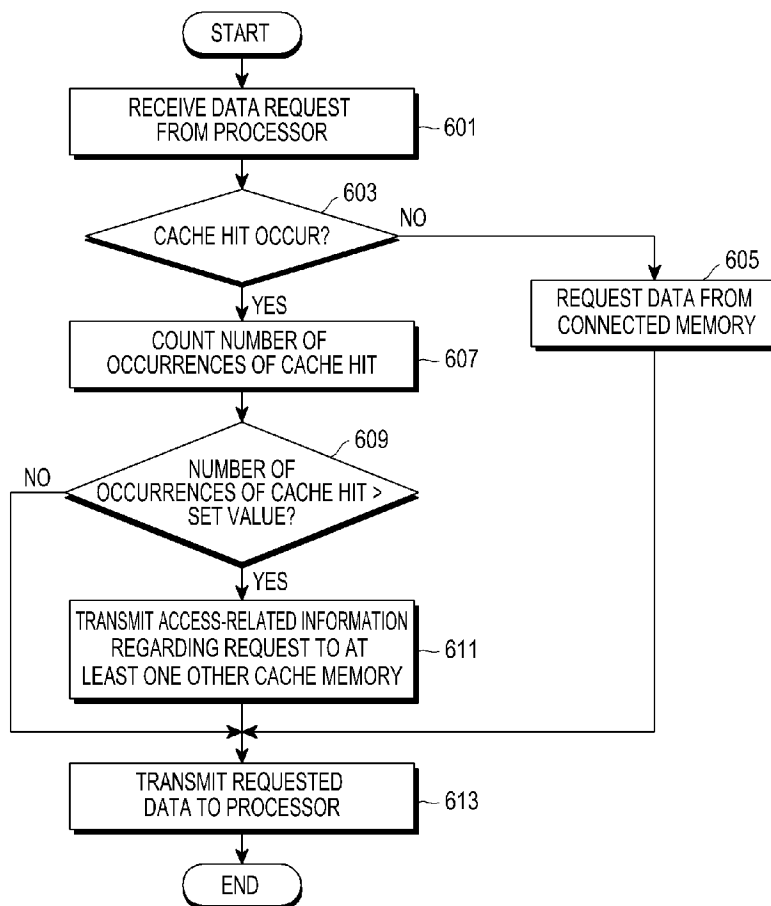 START
RECEIVE DATA REQUEST
FROM PROCESSOR
601
603
CACHE HIT OCCUR?
NO
605
REQUEST DATA FROM
CONNECTED MEMORY
YES
COUNT NUMBER OF
OCCURRENCES OF CACHE HIT
607
609
NO
NUMBER OF
OCCURRENCES OF CACHE HIT >
SET VALUE?
YES
TRANSMIT ACCESS-RELATED INFORMATION
REGARDING REQUEST TO AT
LEAST ONE OTHER CACHE MEMORY
611
TRANSMIT REQUESTED
DATA TO PROCESSOR
613
END